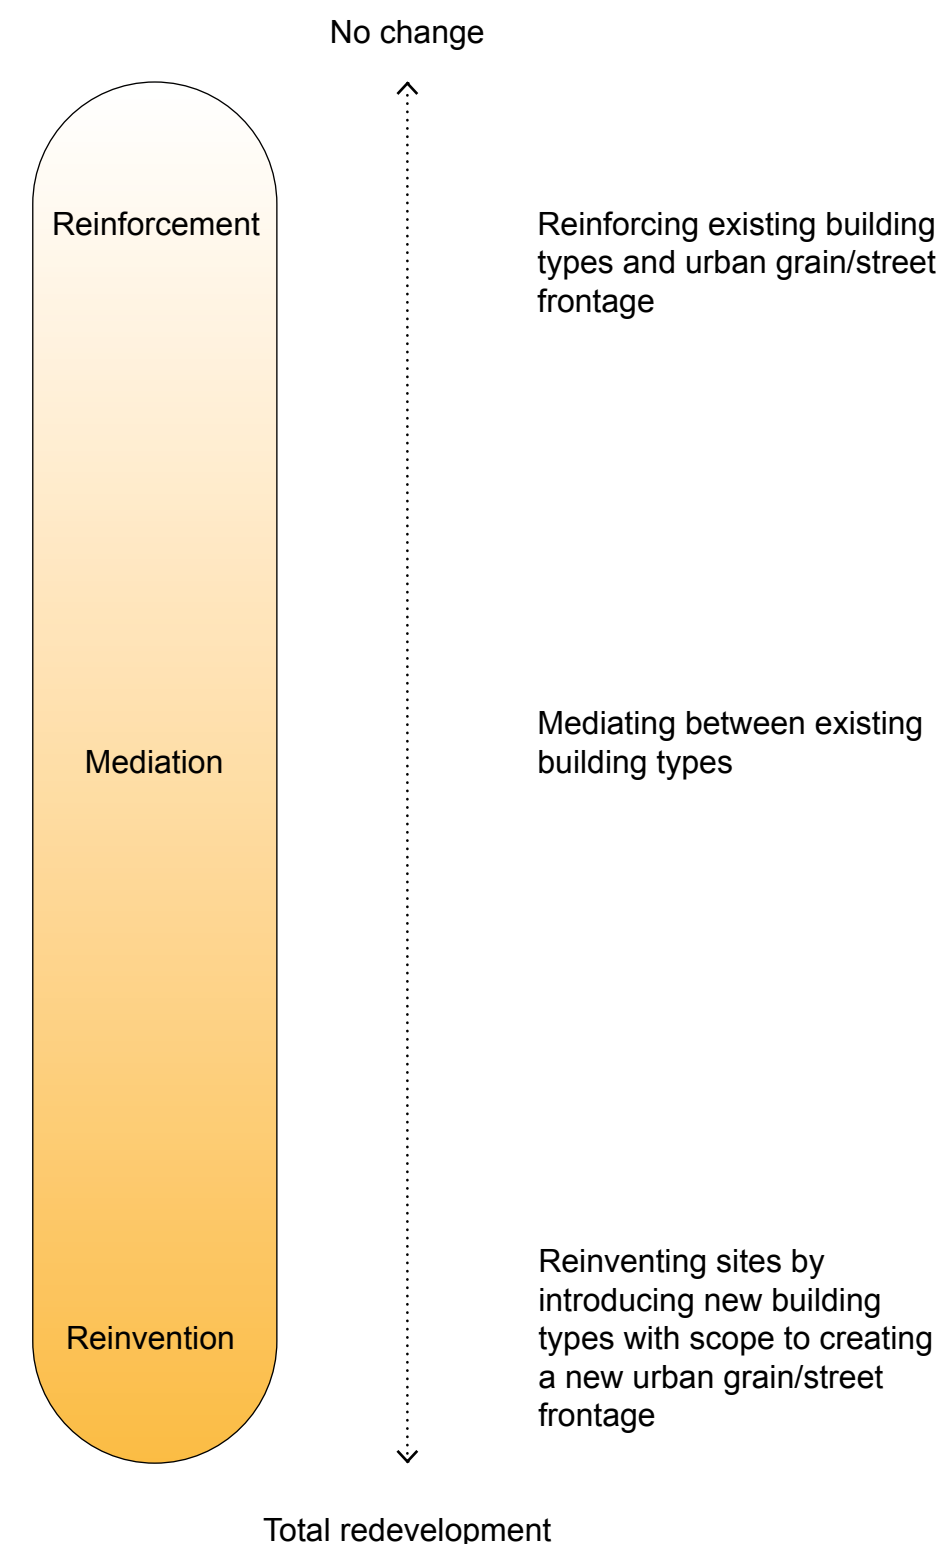 No change
Reinforcement
Reinforcing existing building
types and urban grain/street
frontage
Mediation
Mediating between existing
building types
Reinvention
Reinventing sites by
introducing new building
types with scope to creating
a new urban grain/street
frontage
Total redevelopment